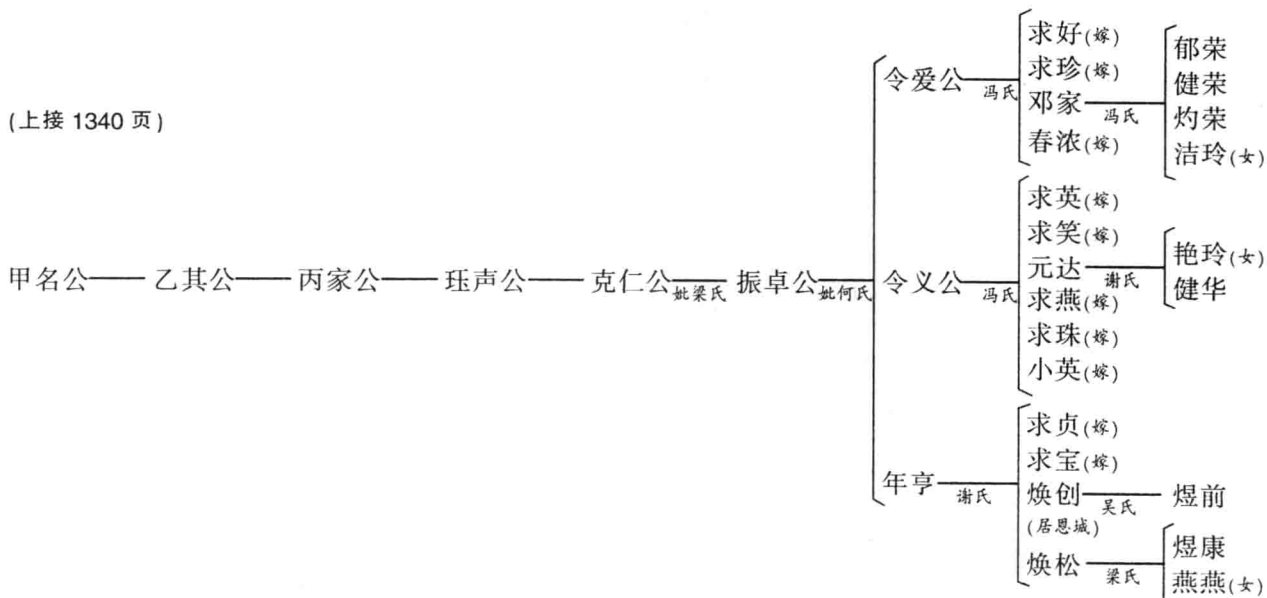 (上接 1340 页)
甲名公 乙其公 丙家公 珏声公 克仁公 妣梁氏 振卓公 妣何氏
令爱公 冯氏
求好(嫁)
求珍(嫁)
邓家 冯氏
春浓(嫁)
郁荣
健荣
灼荣
洁玲(女)
令义公 冯氏
求英(嫁)
求笑(嫁)
元达 谢氏
求燕(嫁)
求珠(嫁)
小英(嫁)
艳玲(女)
健华
年亨 谢氏
求贞(嫁)
求宝(嫁)
焕创 吴氏 煜前
(居恩城)
焕松 梁氏
煜康
燕燕(女)